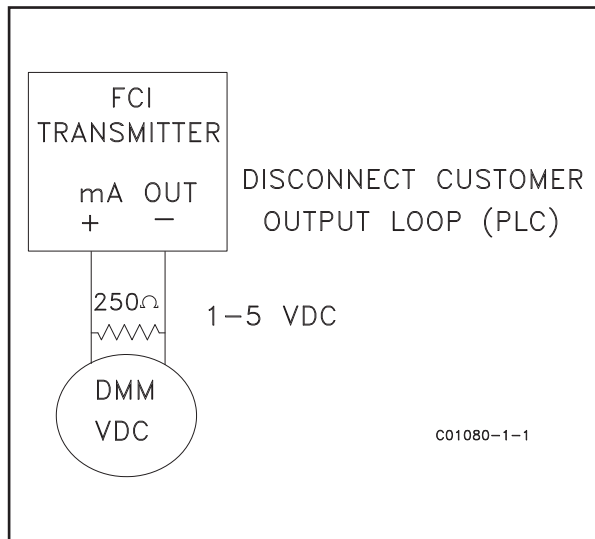 FCI
TRANSMITTER
mA OUT
+ −
DISCONNECT CUSTOMER
OUTPUT LOOP (PLC)
250Ω
1−5 VDC
DMM
VDC
C01080−1−1